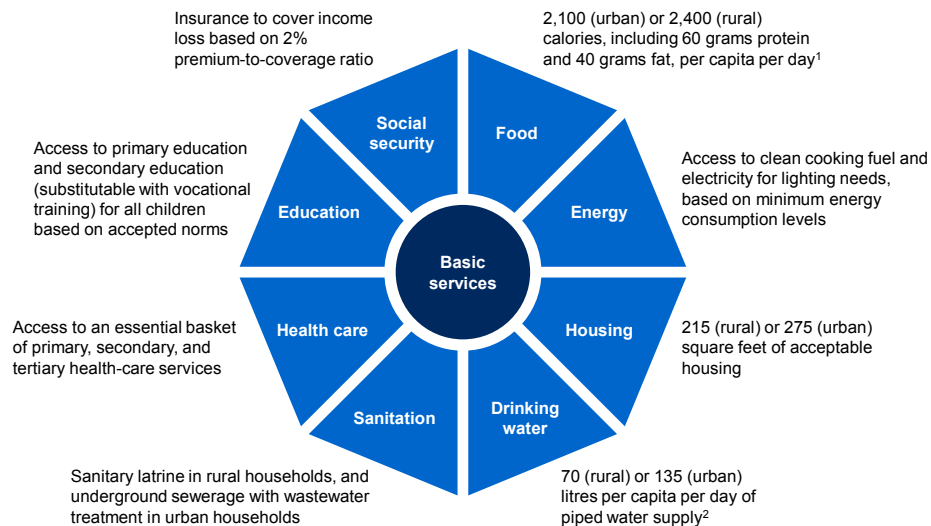 Insurance to cover income
loss based on 2%
premium-to-coverage ratio
2,100 (urban) or 2,400 (rural)
calories, including 60 grams protein
and 40 grams fat, per capita per day¹
Social
security
Food
Access to primary education
and secondary education
(substitutable with vocational
training) for all children
based on accepted norms
Education
Energy
Access to clean cooking fuel and
electricity for lighting needs,
based on minimum energy
consumption levels
Basic
services
Access to an essential basket
of primary, secondary, and
tertiary health-care services
Health care
Housing
215 (rural) or 275 (urban)
square feet of acceptable
housing
Sanitation
Drinking
water
Sanitary latrine in rural households, and
underground sewerage with wastewater
treatment in urban households
70 (rural) or 135 (urban)
litres per capita per day of
piped water supply²